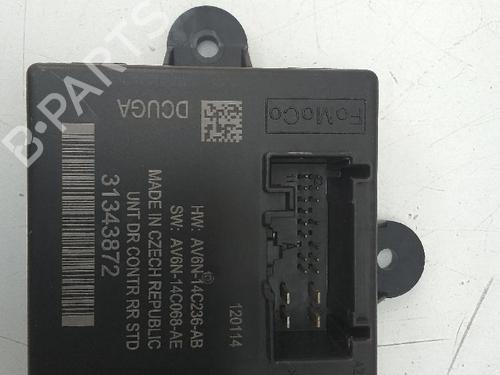 B-PARTS
DCUGA
FoMoCo
HW: AV6N-14C236-AB
SW: AV6N-14C068-AE
MADE IN CZECH REPUBLIC
UNT DR CONTR RR STD
31343872
120114
A